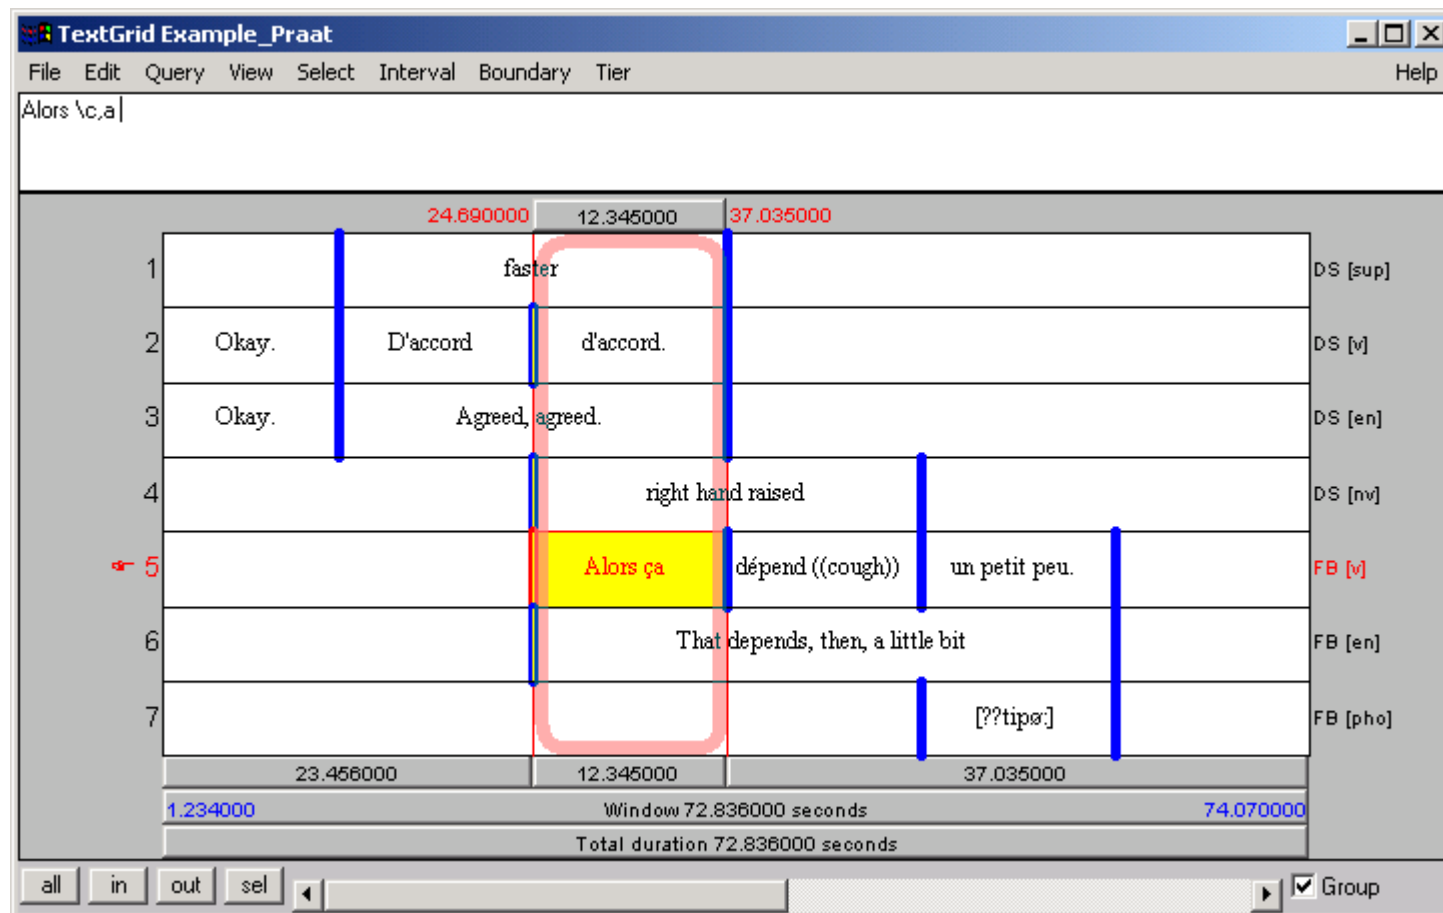 TextGrid Example_Praat
File Edit Query View Select Interval Boundary Tier Help
Alors \c,a
24.690000 12.345000 37.035000
1 faster DS [sup]
2 Okay. D'accord d'accord. DS [v]
3 Okay. Agreed, agreed. DS [en]
4 right hand raised DS [nv]
5 Alors ça dépend ((cough)) un petit peu. FB [v]
6 That depends, then, a little bit FB [en]
7 [??tipø:] FB [pho]
23.456000 12.345000 37.035000
1.234000 Window 72.836000 seconds 74.070000
Total duration 72.836000 seconds
all in out sel Group